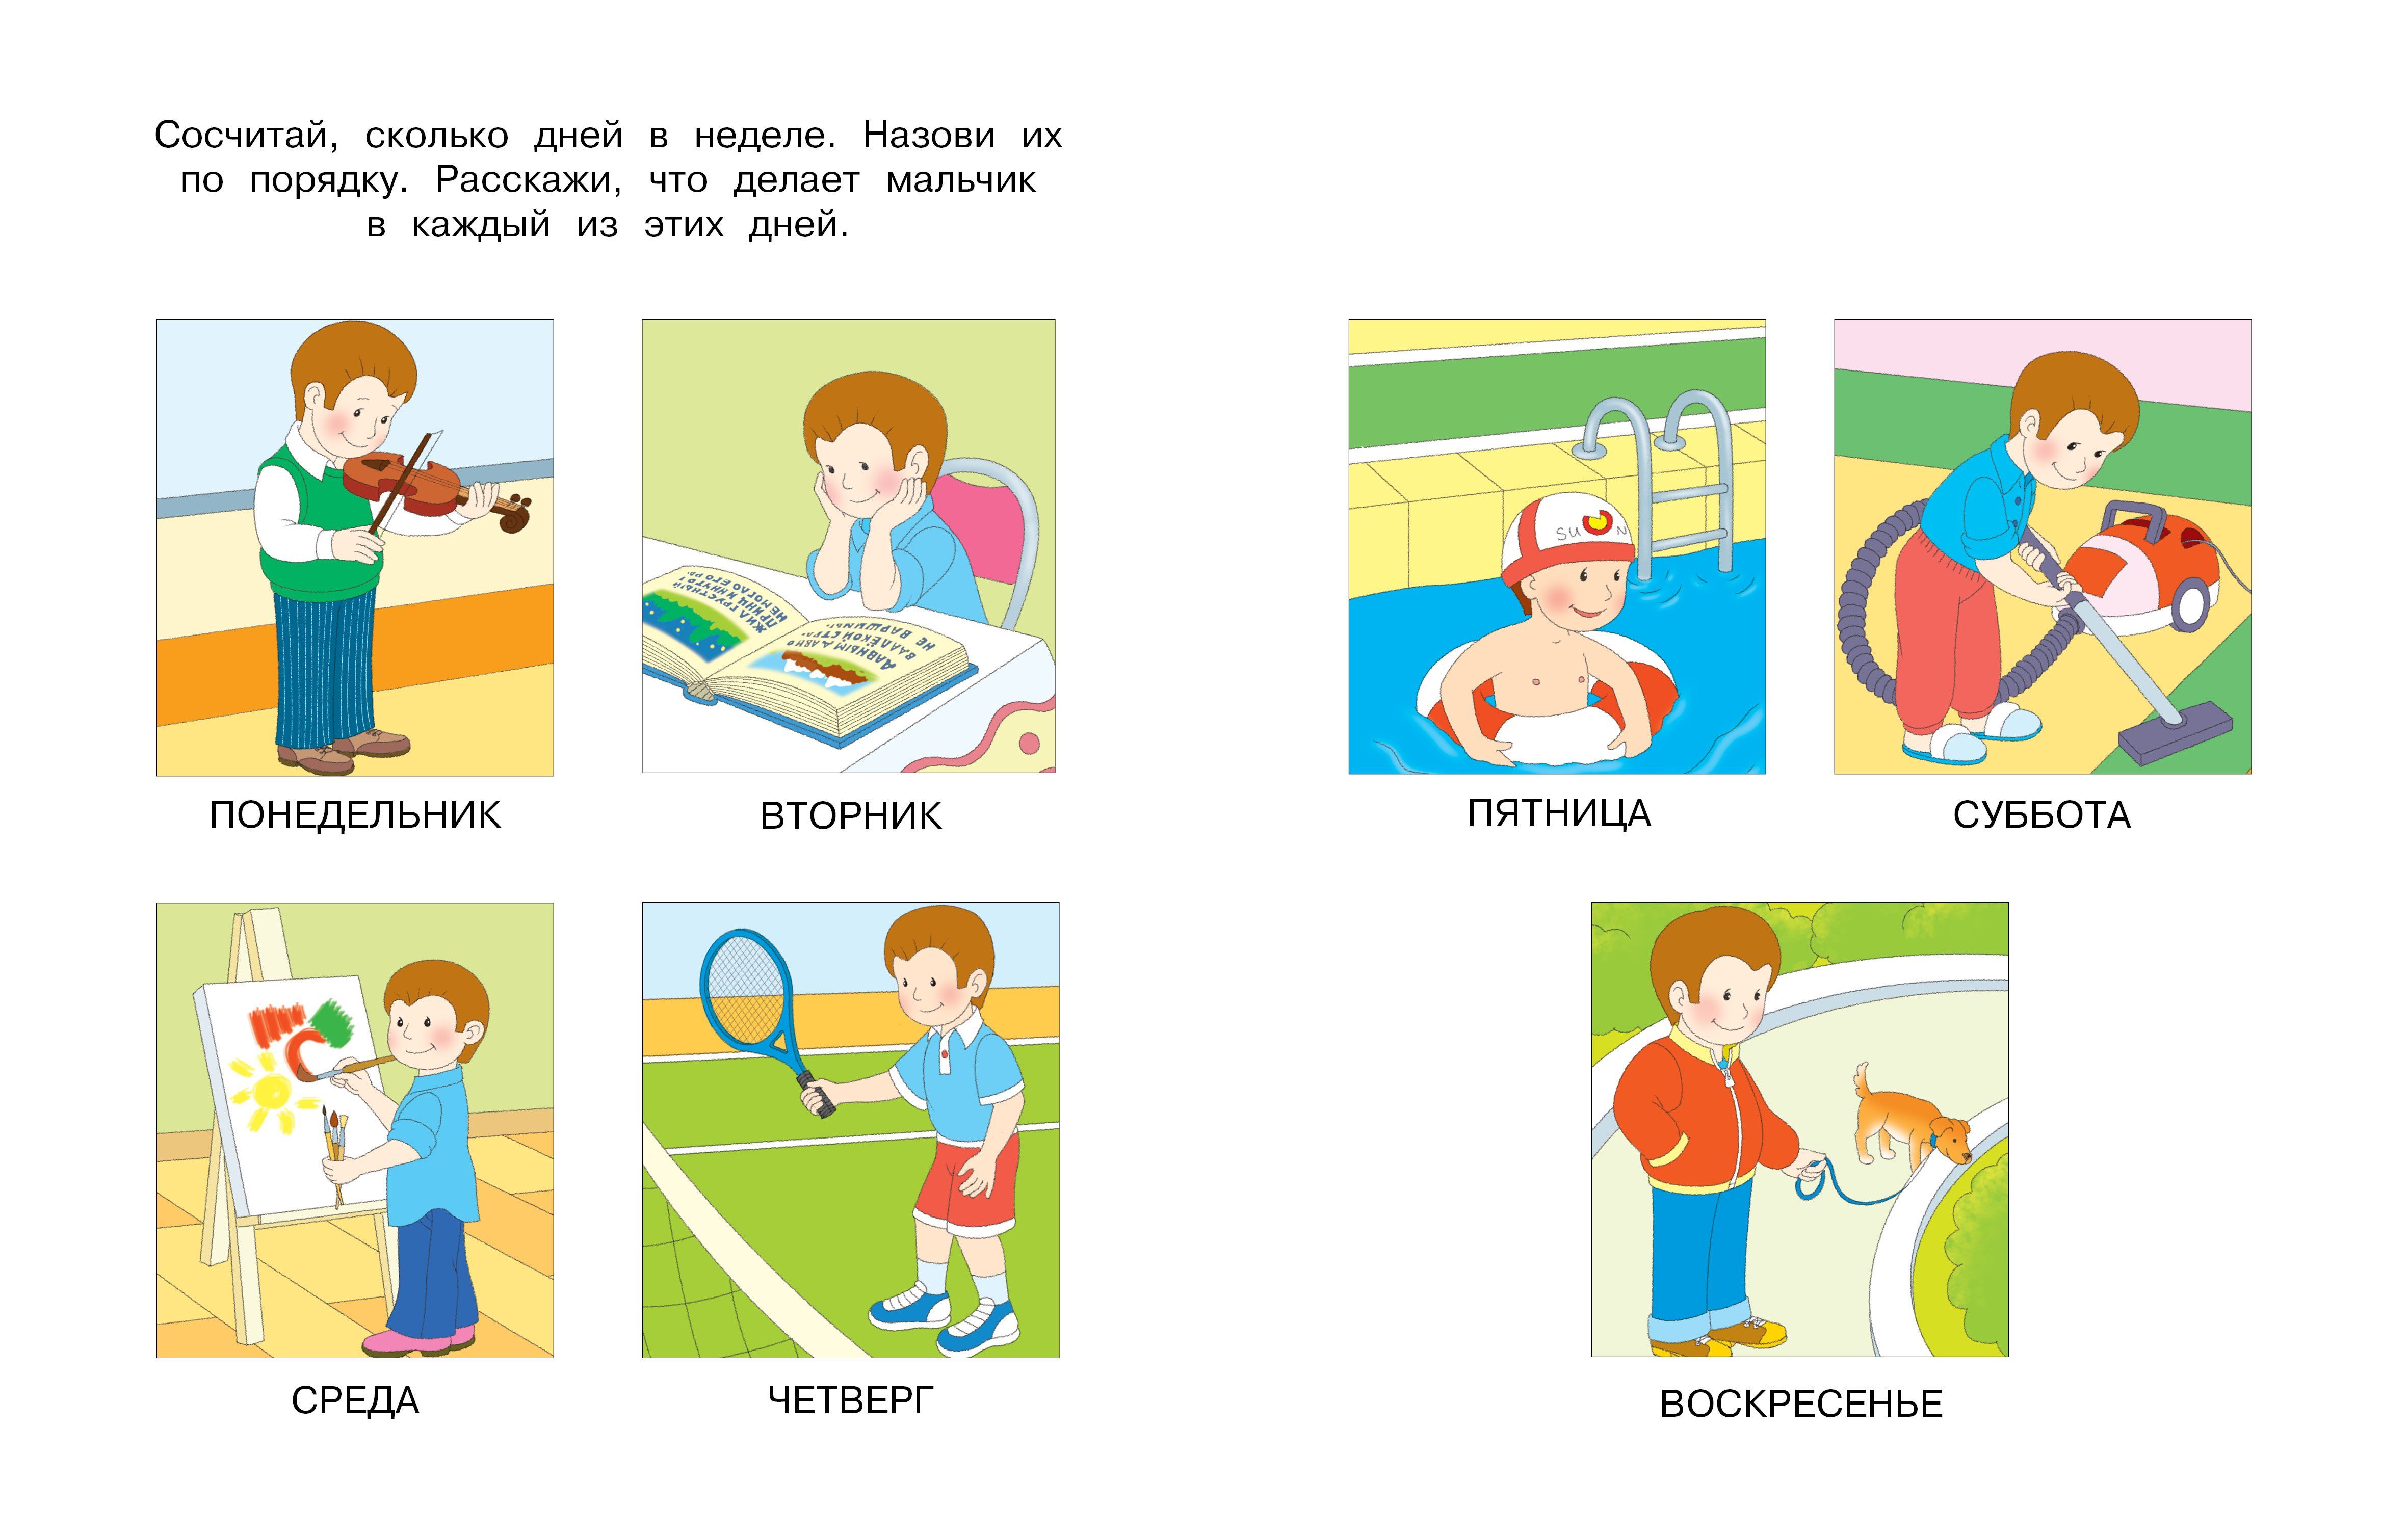 Сосчитай, сколько дней в неделе. Назови их
по порядку. Расскажи, что делает мальчик
в каждый из этих дней.
ПОНЕДЕЛЬНИК
ВТОРНИК
SUN
ПЯТНИЦА
СУББОТА
СРЕДА
ЧЕТВЕРГ
ВОСКРЕСЕНЬЕ